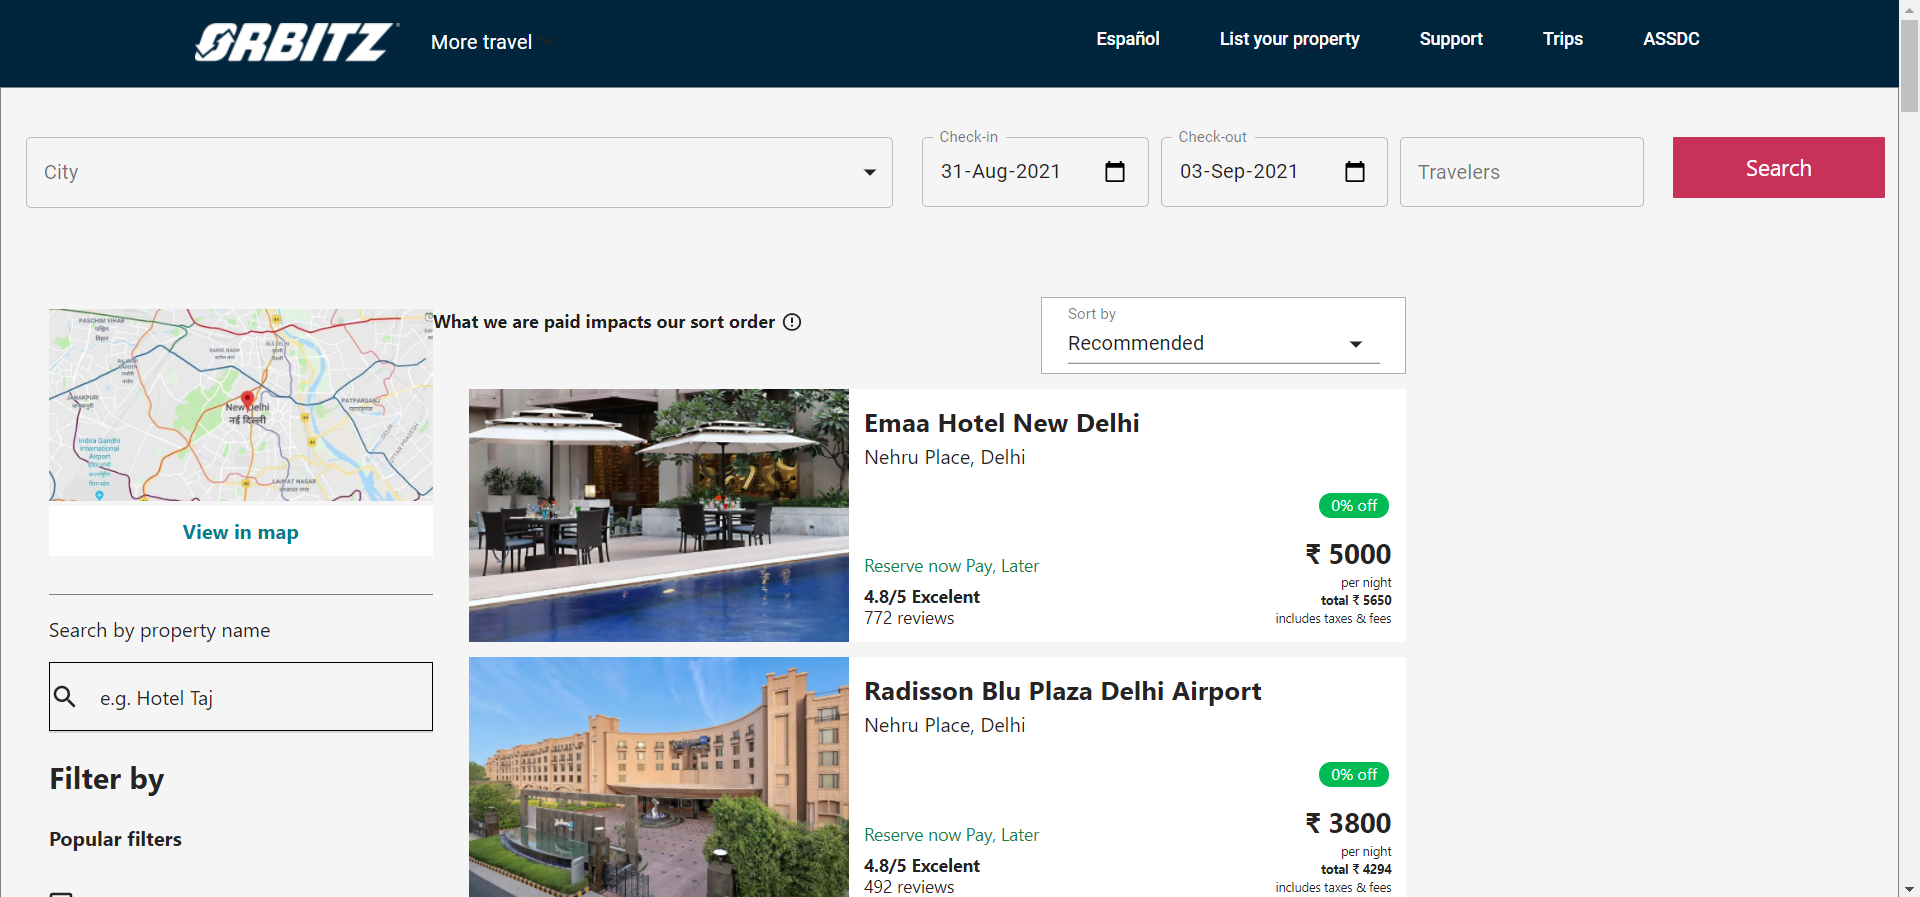 ORBITZ
More travel
Español
List your property
Support
Trips
ASSDC
City
Check-in
31-Aug-2021
Check-out
03-Sep-2021
Travelers
Search
What we are paid impacts our sort order
Sort by
Recommended
PASCHIM VIHAR
KAROL BAGH
JANAKPURI
जनकपुरी
New Delhi
नई दिल्ली
PATPARGANJ
Indira Gandhi
International
Airport
LAJPAT NAGAR
DELHI
UTTAR PRADESH
View in map
Search by property name
e.g. Hotel Taj
Filter by
Popular filters
Emaa Hotel New Delhi
Nehru Place, Delhi
0% off
Reserve now Pay, Later
₹ 5000
per night
4.8/5 Excelent
total ₹ 5650
772 reviews
includes taxes & fees
Radisson Blu Plaza Delhi Airport
Nehru Place, Delhi
0% off
Reserve now Pay, Later
₹ 3800
per night
4.8/5 Excelent
total ₹ 4294
492 reviews
includes taxes & fees